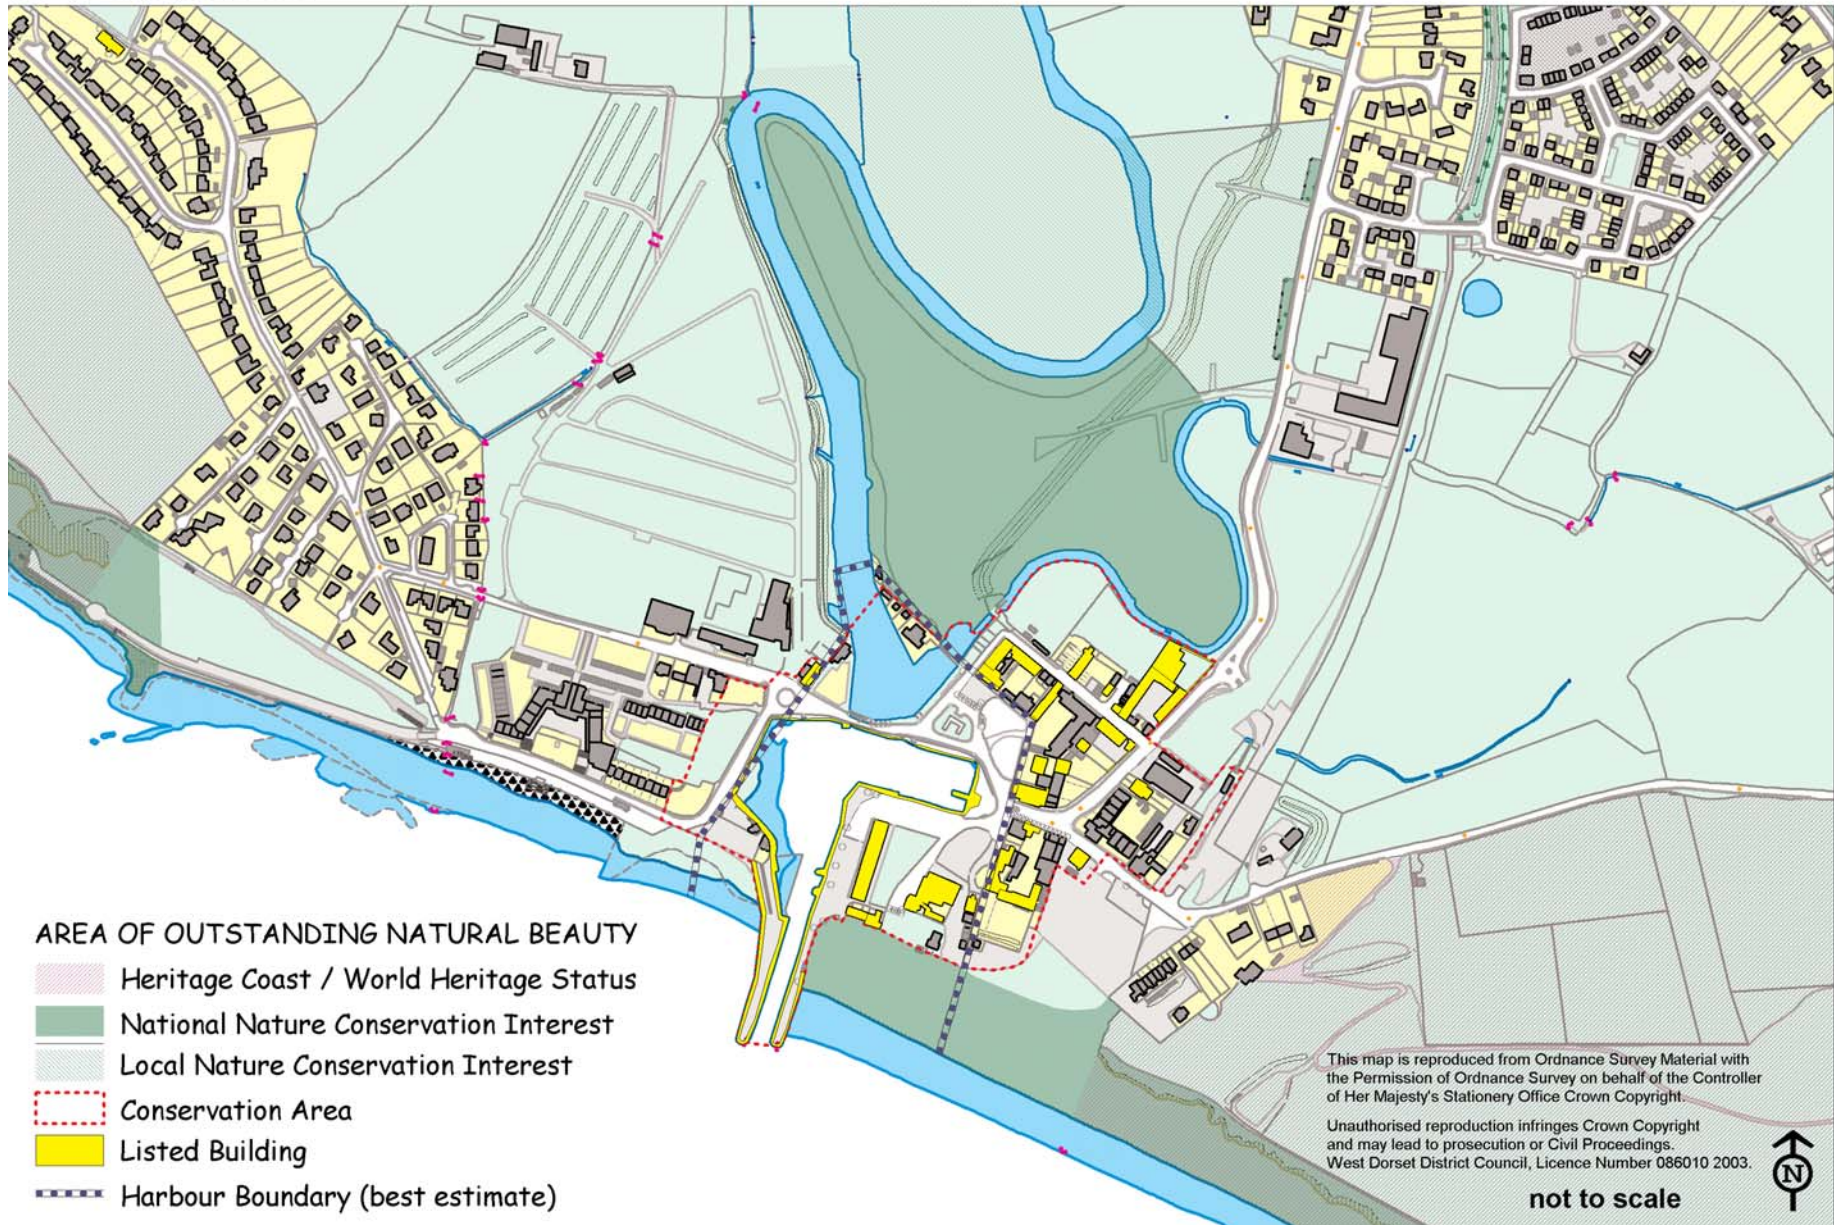 AREA OF OUTSTANDING NATURAL BEAUTY
Heritage Coast / World Heritage Status
National Nature Conservation Interest
Local Nature Conservation Interest
Conservation Area
Listed Building
Harbour Boundary (best estimate)
This map is reproduced from Ordnance Survey Material with
the Permission of Ordnance Survey on behalf of the Controller
of Her Majesty's Stationery Office Crown Copyright.
Unauthorised reproduction infringes Crown Copyright
and may lead to prosecution or Civil Proceedings.
West Dorset District Council, Licence Number 086010 2003.
not to scale
N